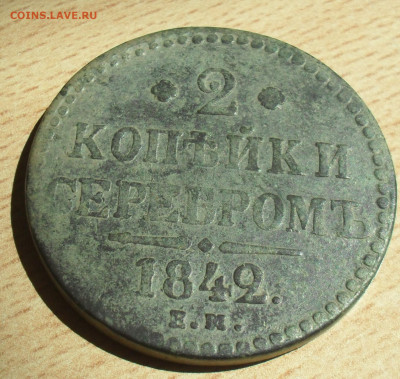 COINS.LAVE.RU
2
КОПѢЙКИ
СЕРЕБРОМЪ
1842.
Е.М.